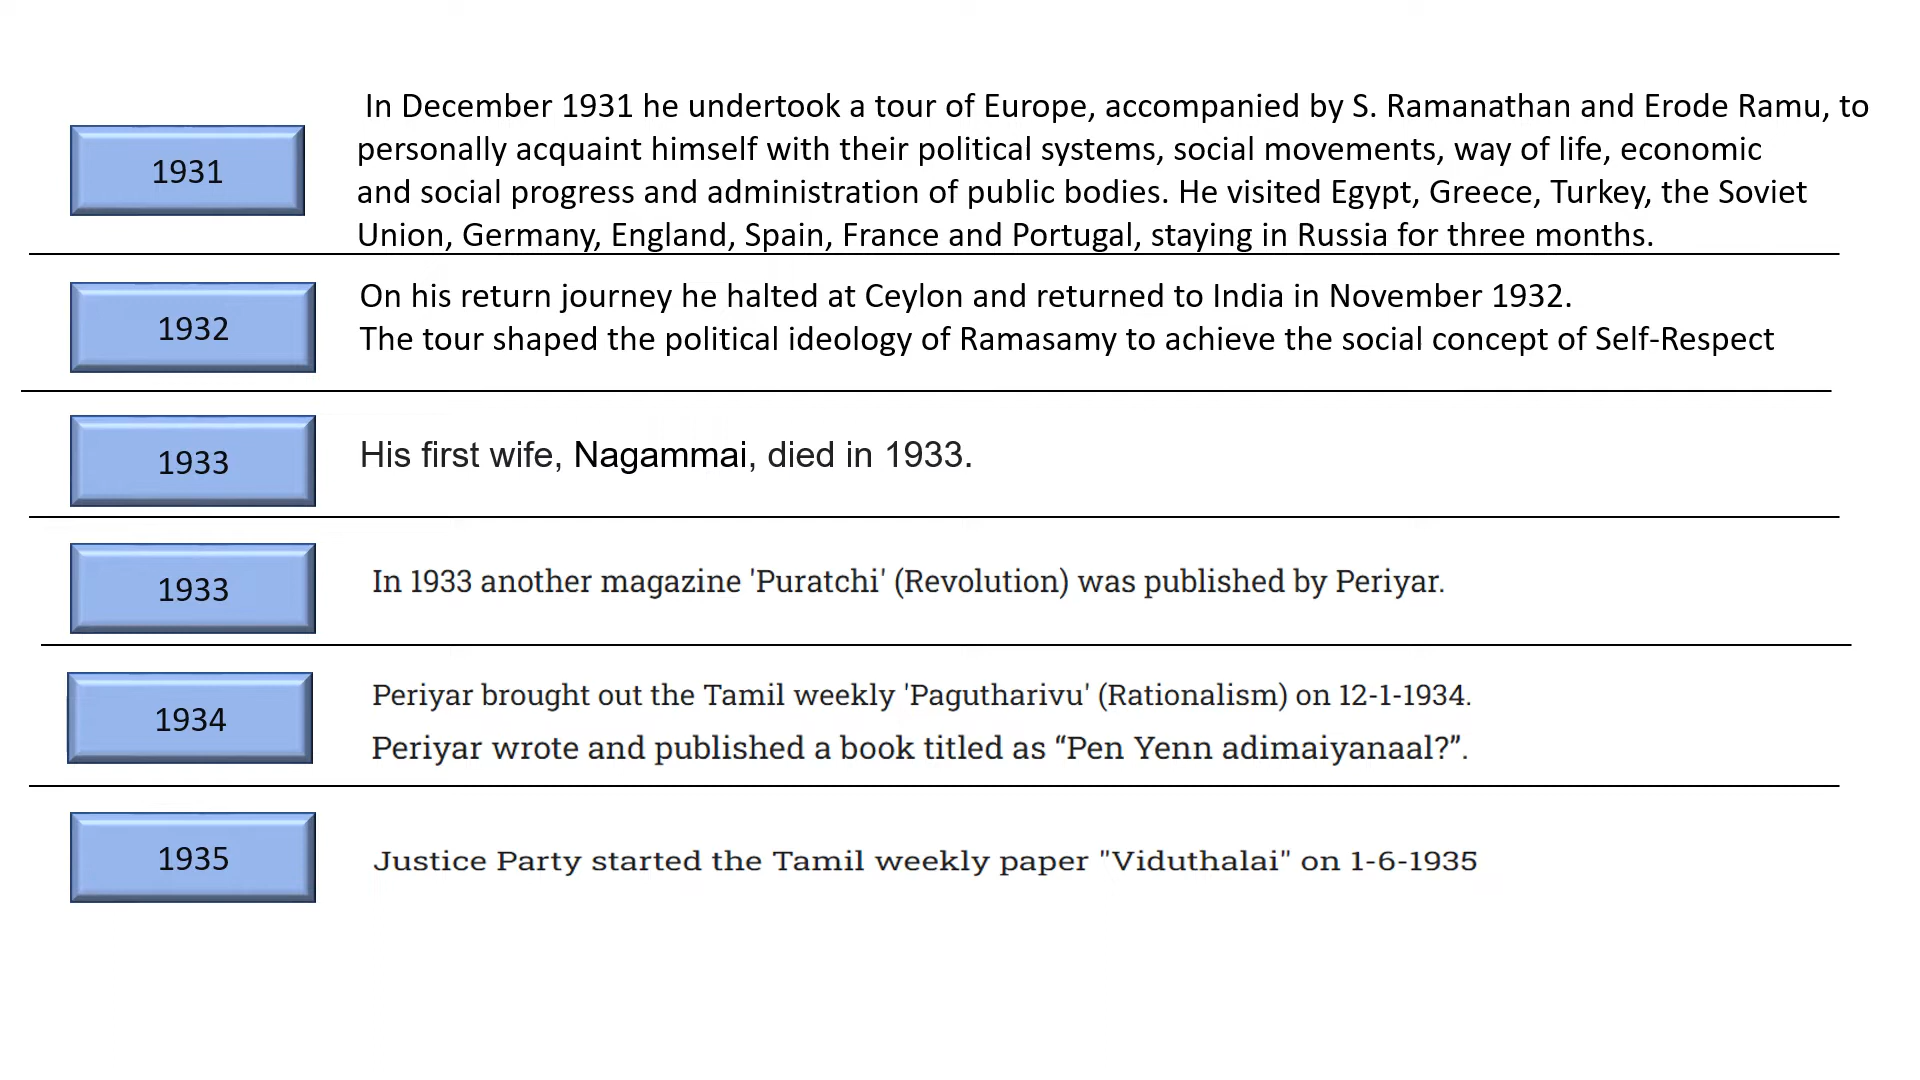 1931
In December 1931 he undertook a tour of Europe, accompanied by S. Ramanathan and Erode Ramu, to
personally acquaint himself with their political systems, social movements, way of life, economic
and social progress and administration of public bodies. He visited Egypt, Greece, Turkey, the Soviet
Union, Germany, England, Spain, France and Portugal, staying in Russia for three months.
1932
On his return journey he halted at Ceylon and returned to India in November 1932.
The tour shaped the political ideology of Ramasamy to achieve the social concept of Self-Respect
1933
His first wife, Nagammai, died in 1933.
1933
In 1933 another magazine 'Puratchi' (Revolution) was published by Periyar.
1934
Periyar brought out the Tamil weekly 'Pagutharivu' (Rationalism) on 12-1-1934.
Periyar wrote and published a book titled as “Pen Yenn adimaiyanaal?”.
1935
Justice Party started the Tamil weekly paper "Viduthalai" on 1-6-1935